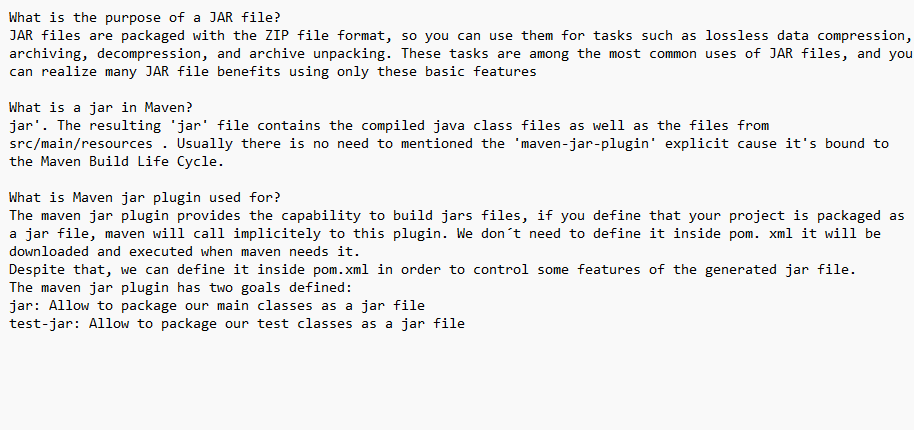 What is the purpose of a JAR file?
JAR files are packaged with the ZIP file format, so you can use them for tasks such as lossless data compression,
archiving, decompression, and archive unpacking. These tasks are among the most common uses of JAR files, and you
can realize many JAR file benefits using only these basic features
What is a jar in Maven?
jar'. The resulting 'jar' file contains the compiled java class files as well as the files from
src/main/resources . Usually there is no need to mentioned the 'maven-jar-plugin' explicit cause it's bound to
the Maven Build Life Cycle.
What is Maven jar plugin used for?
The maven jar plugin provides the capability to build jars files, if you define that your project is packaged as
a jar file, maven will call implicitely to this plugin. We don´t need to define it inside pom. xml it will be
downloaded and executed when maven needs it.
Despite that, we can define it inside pom.xml in order to control some features of the generated jar file.
The maven jar plugin has two goals defined:
jar: Allow to package our main classes as a jar file
test-jar: Allow to package our test classes as a jar file